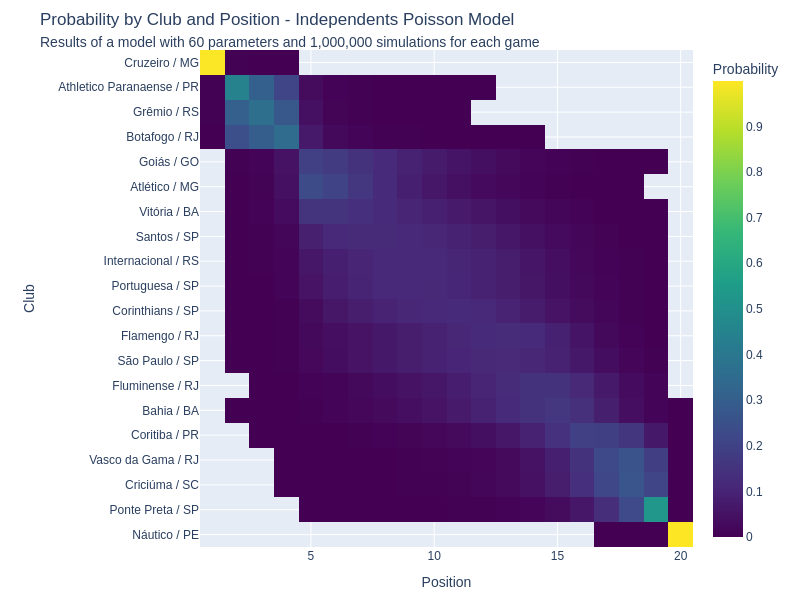 Probability by Club and Position - Independents Poisson Model
Results of a model with 60 parameters and 1,000,000 simulations for each game
Probability
Cruzeiro / MG
Athletico Paranaense / PR
Grêmio / RS
Botafogo / RJ
Goiás / GO
Atlético / MG
Vitória / BA
Santos / SP
Internacional / RS
Portuguesa / SP
Corinthians / SP
Flamengo / RJ
São Paulo / SP
Fluminense / RJ
Bahia / BA
Coritiba / PR
Vasco da Gama / RJ
Criciúma / SC
Ponte Preta / SP
Náutico / PE
Club
5
10
15
20
Position
0.9
0.8
0.7
0.6
0.5
0.4
0.3
0.2
0.1
0